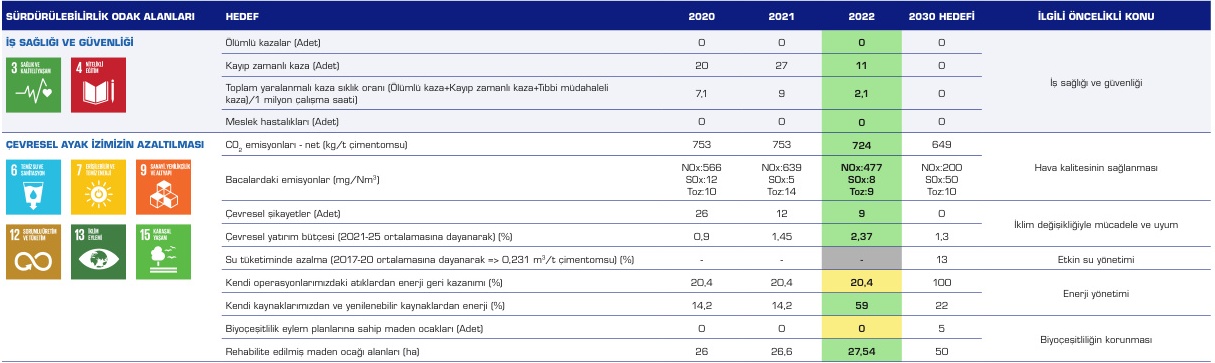 SÜRDÜRÜLEBİLİRLİK ODAK ALANLARI HEDEF 2020 2021 2022 2030 HEDEFİ İLGİLİ ÖNCELİKLİ KONU
İŞ SAĞLIĞI VE GÜVENLİĞİ
3 SAĞLIK VE KALİTELİ YAŞAM
4 NİTELİKLİ EĞİTİM
Ölümlü kazalar (Adet) 0 0 0 0
Kayıp zamanlı kaza (Adet) 20 27 11 0
Toplam yaralanmalı kaza sıklık oranı (Ölümlü kaza+Kayıp zamanlı kaza+Tıbbi müdahaleli
kaza)/1 milyon çalışma saati) 7,1 9 2,1 0
Meslek hastalıkları (Adet) 0 0 0 0
İş sağlığı ve güvenliği
ÇEVRESEL AYAK İZİMİZİN AZALTILMASI
6 TEMİZ SU VE SANİTASYON
7 ERİŞİLEBİLİR VE TEMİZ ENERJİ
9 SANAYİ, YENİLİKÇİLİK VE ALTYAPI
12 SORUMLU ÜRETİM VE TÜKETİM
13 İKLİM EYLEMİ
15 KARASAL YAŞAM
CO₂ emisyonları - net (kg/t çimentomsu) 753 753 724 649
Bacalardaki emisyonlar (mg/Nm³)
NOx:566 NOx:639 NOx:477 NOx:200
SOx:12 SOx:5 SOx:8 SOx:50
Toz:10 Toz:14 Toz:9 Toz:10
Hava kalitesinin sağlanması
Çevresel şikayetler (Adet) 26 12 9 0
Çevresel yatırım bütçesi (2021-25 ortalamasına dayanarak) (%) 0,9 1,45 2,37 1,3
İklim değişikliğiyle mücadele ve uyum
Su tüketiminde azalma (2017-20 ortalamasına dayanarak => 0,231 m³/t çimentomsu) (%) - - - 13 Etkin su yönetimi
Kendi operasyonlarımızdaki atıklardan enerji geri kazanımı (%) 20,4 20,4 20,4 100
Kendi kaynaklarımızdan ve yenilenebilir kaynaklardan enerji (%) 14,2 14,2 59 22
Enerji yönetimi
Biyoçeşitlilik eylem planlarına sahip maden ocakları (Adet) 0 0 0 5
Rehabilite edilmiş maden ocağı alanları (ha) 26 26,6 27,54 50
Biyoçeşitliliğin korunması